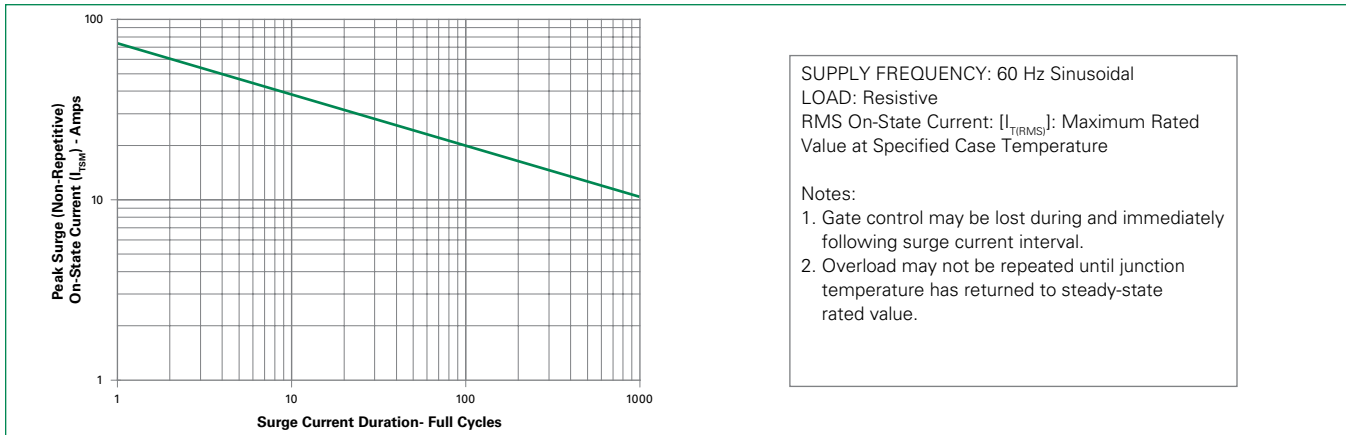 100
10
1
1
10
100
1000
Peak Surge (Non-Repetitive)
On-State Current (I_TSM) - Amps
Surge Current Duration- Full Cycles
SUPPLY FREQUENCY: 60 Hz Sinusoidal
LOAD: Resistive
RMS On-State Current: [I_T(RMS)]: Maximum Rated
Value at Specified Case Temperature
Notes:
1. Gate control may be lost during and immediately
following surge current interval.
2. Overload may not be repeated until junction
temperature has returned to steady-state
rated value.